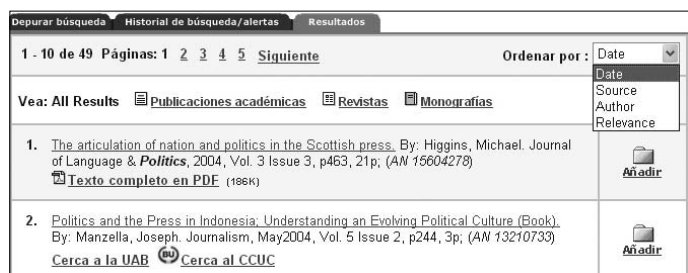 Depurar búsqueda Historial de búsqueda/alertas Resultados
1 - 10 de 49 Páginas: 1 2 3 4 5 Siguiente Ordenar por : Date
Date
Source
Author
Relevance
Vea: All Results Publicaciones académicas Revistas Monografías
1. The articulation of nation and politics in the Scottish press. By: Higgins, Michael. Journal
of Language & Politics, 2004, Vol. 3 Issue 3, p463, 21p; (AN 15604278)
Texto completo en PDF (186K)
Añadir
2. Politics and the Press in Indonesia; Understanding an Evolving Political Culture (Book).
By: Manzella, Joseph. Journalism, May2004, Vol. 5 Issue 2, p244, 3p; (AN 13210733)
Cerca a la UAB BU Cerca al CCUC
Añadir